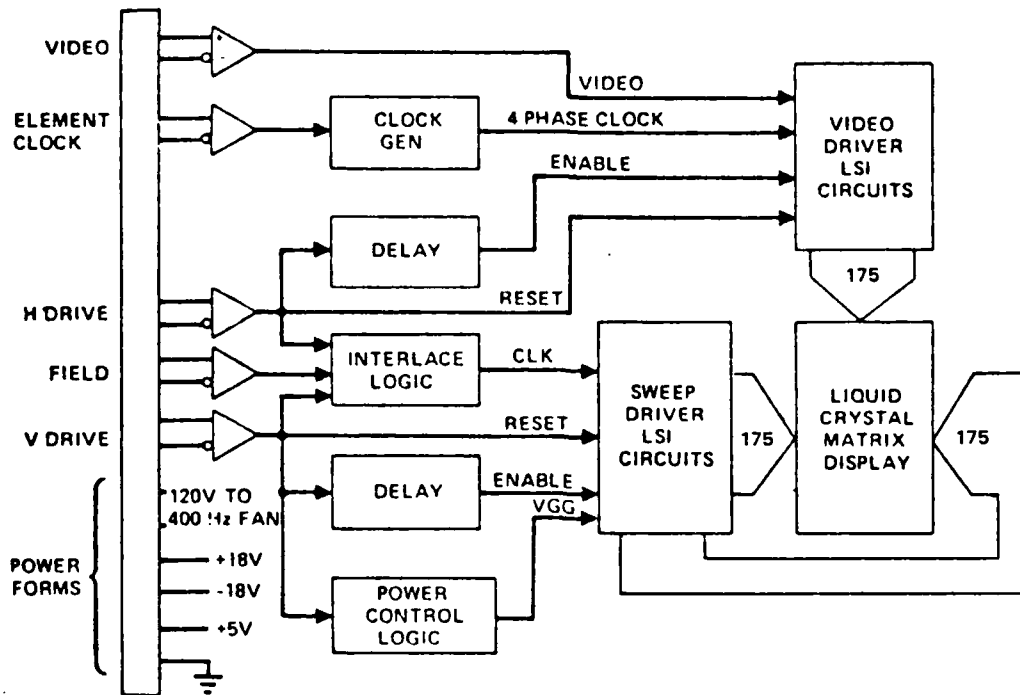 VIDEO
ELEMENT
CLOCK
H DRIVE
FIELD
V DRIVE
POWER
FORMS
120V TO
400 Hz FAN
+18V
-18V
+5V
+
CLOCK
GEN
DELAY
INTERLACE
LOGIC
DELAY
POWER
CONTROL
LOGIC
VIDEO
4 PHASE CLOCK
ENABLE
RESET
CLK
RESET
ENABLE
VGG
VIDEO
DRIVER
LSI
CIRCUITS
175
SWEEP
DRIVER
LSI
CIRCUITS
175
LIQUID
CRYSTAL
MATRIX
DISPLAY
175